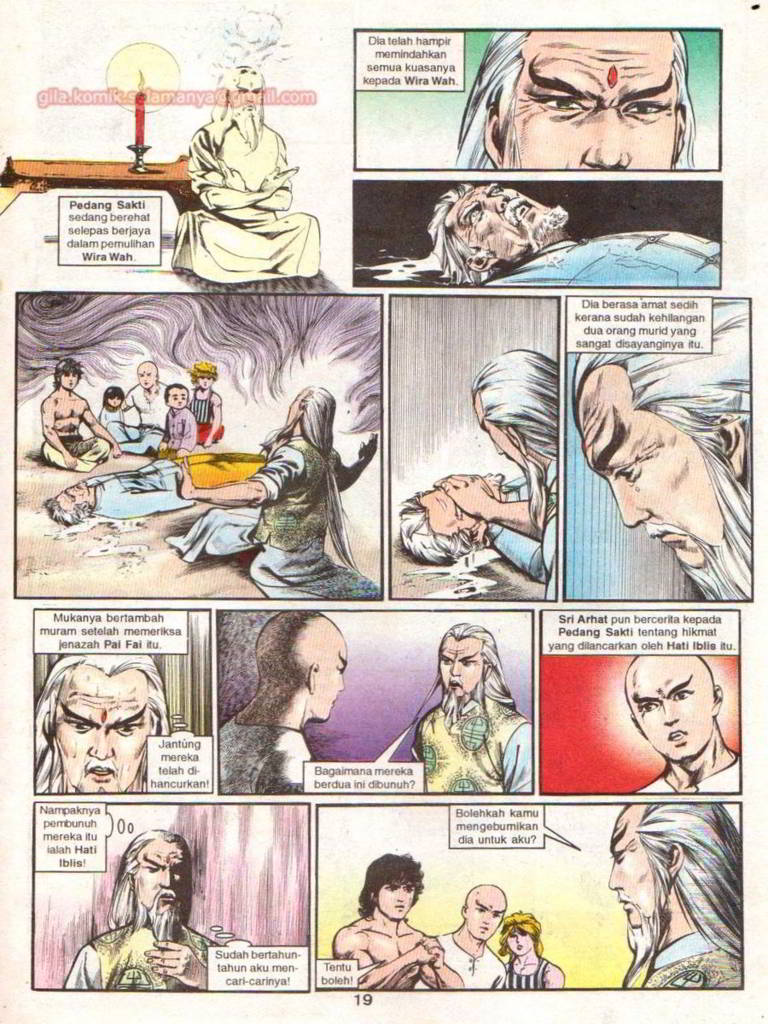 gila.komik.selamanya@gmail.com
Pedang Sakti
sedang berehat
selepas berjaya
dalam pemulihan
Wira Wah.
Dia telah hampir
memindahkan
semua kuasanya
kepada Wira Wah.
Dia berasa amat sedih
kerana sudah kehilangan
dua orang murid yang
sangat disayanginya itu.
Mukanya bertambah
muram setelah memeriksa
jenazah Pai Fai itu.
Jantung
mereka
telah di-
hancurkan!
Bagaimana mereka
berdua ini dibunuh?
Sri Arhat pun bercerita kepada
Pedang Sakti tentang hikmat
yang dilancarkan oleh Hati Iblis itu.
Nampaknya
pembunuh
mereka itu
ialah Hati
Iblis!
Sudah bertahun-
tahun aku men-
cari-carinya!
Bolehkah kamu
mengebumikan
dia untuk aku?
Tentu
boleh!
19